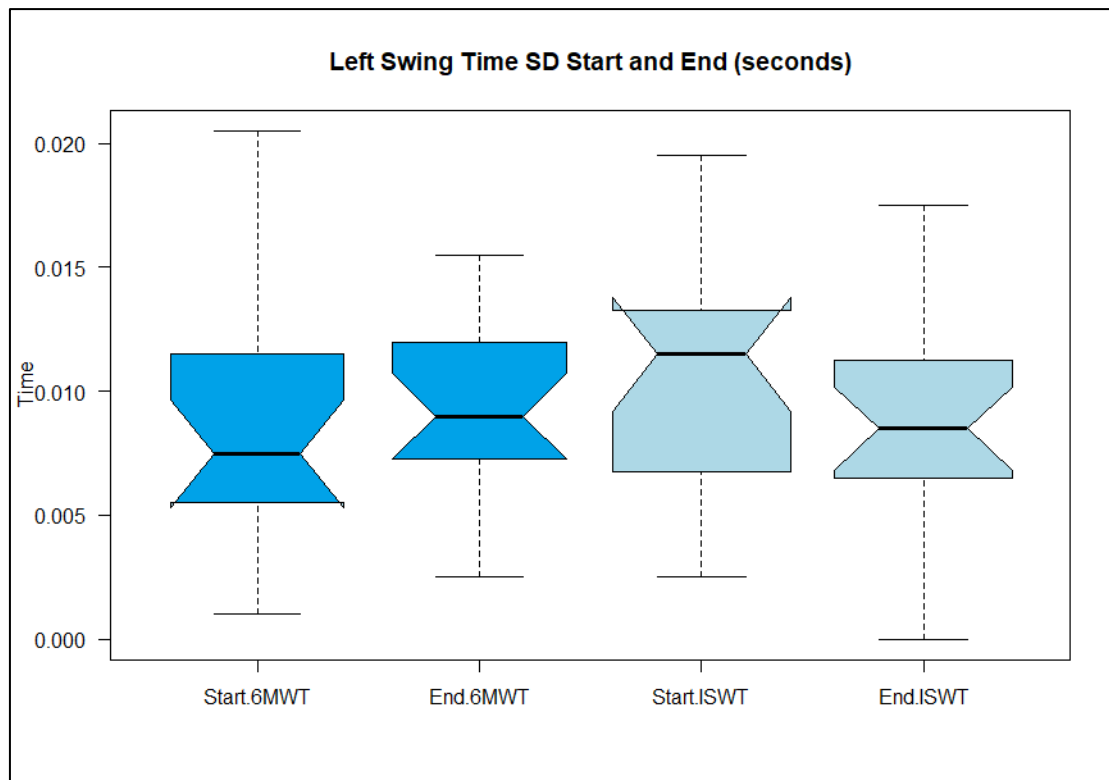 Left Swing Time SD Start and End (seconds)
0.020
0.015
0.010
0.005
0.000
Time
Start.6MWT End.6MWT Start.ISWT End.ISWT